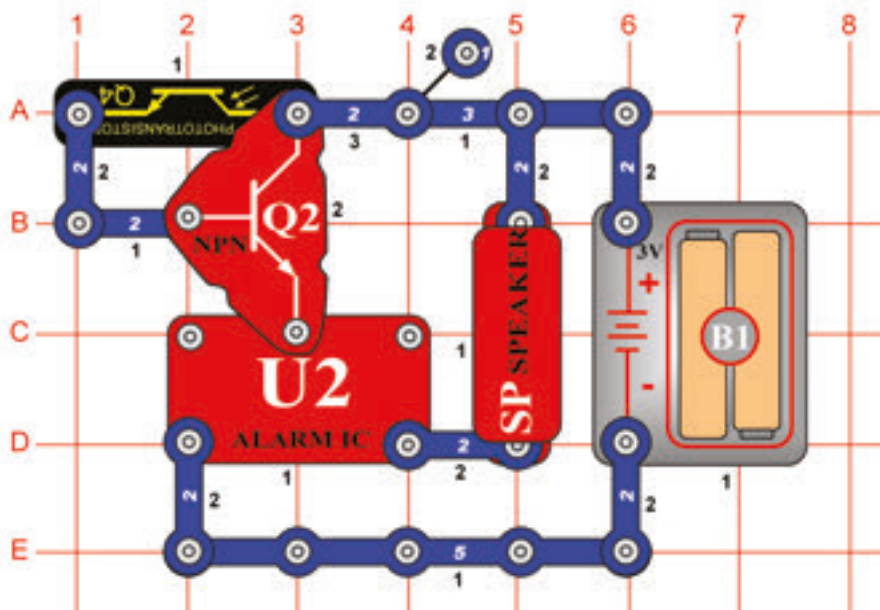 1 2 3 4 5 6 7 8
1
2 1
A
Q4
2 3
PHOTOTRANSISTOR
3 1
2 2
2 2
2 2
B
2
1
NPN
Q2
2
3V
+
SPEAKER
SP
B1
C
1
U2
-
D
ALARM IC
2
1
2
1
2 2
2 2
E
5
1